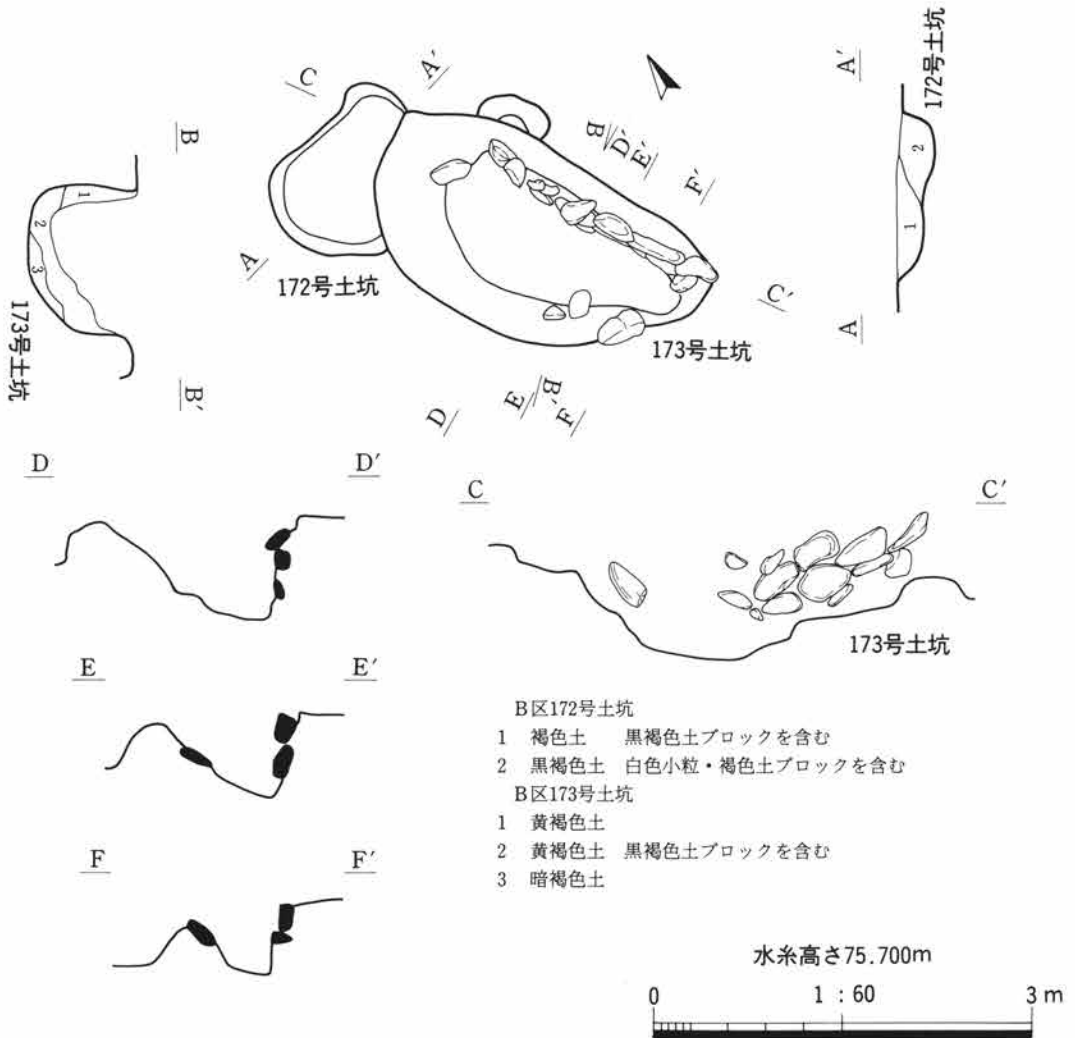 C
A′
A′
172号土坑
B
B
D′
E′
F′
2
1
1
2
3
A
172号土坑
C′
A
173号土坑
173号土坑
B′
D
E
B′
F
D
D′
C
C′
173号土坑
E
E′
B区172号土坑
1 褐色土 黒褐色土ブロックを含む
2 黒褐色土 白色小粒・褐色土ブロックを含む
B区173号土坑
1 黄褐色土
2 黄褐色土 黒褐色土ブロックを含む
3 暗褐色土
F
F′
水糸高さ75.700m
0 1:60 3m